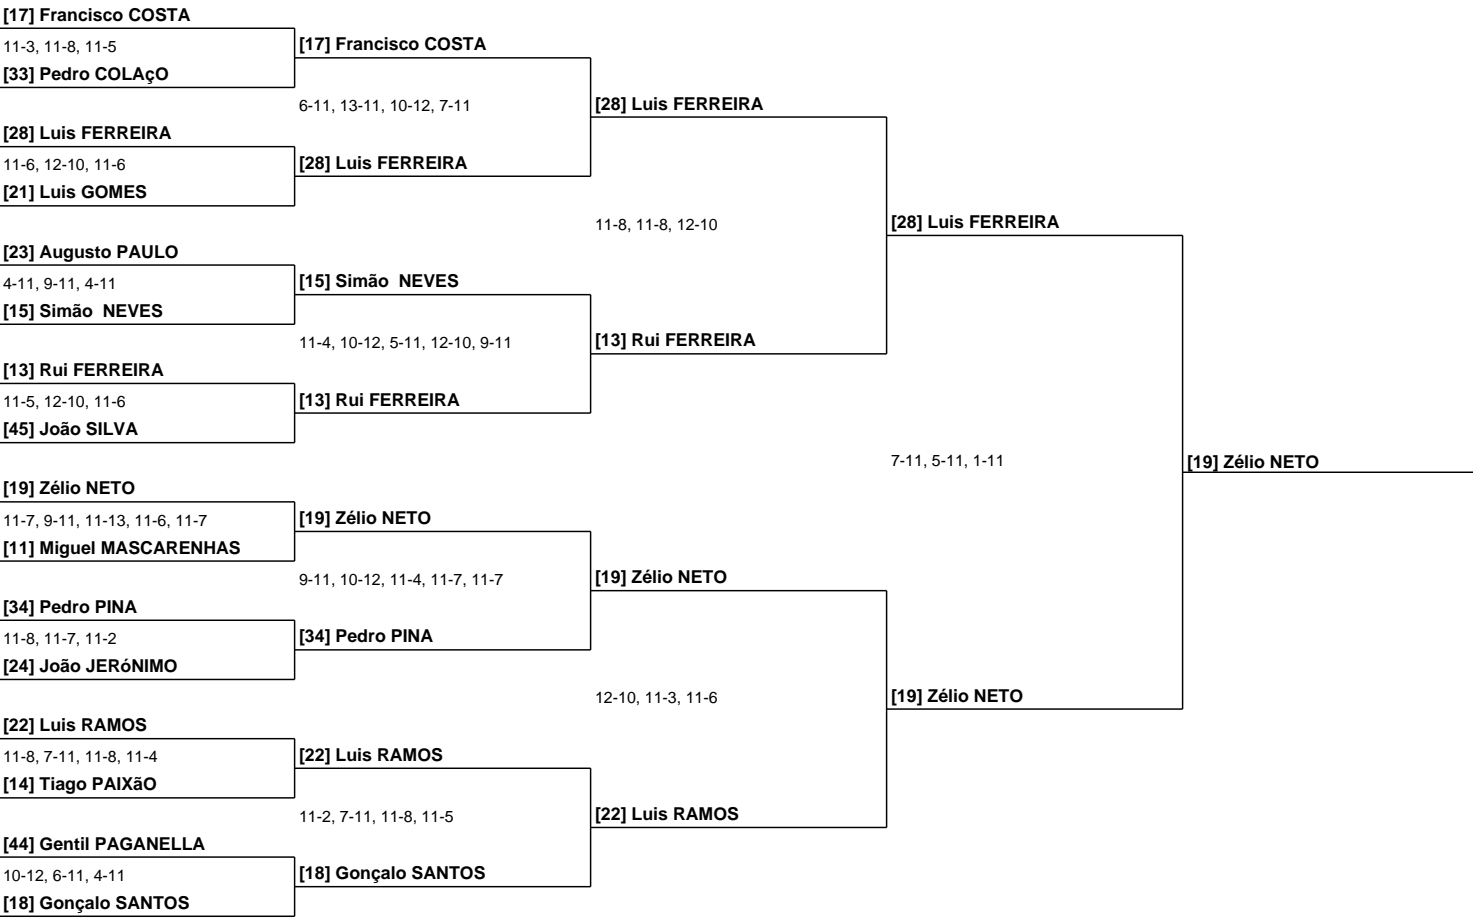 [17] Francisco COSTA
11-3, 11-8, 11-5
[33] Pedro COLAçO
[28] Luis FERREIRA
11-6, 12-10, 11-6
[21] Luis GOMES
[23] Augusto PAULO
4-11, 9-11, 4-11
[15] Simão  NEVES
[13] Rui FERREIRA
11-5, 12-10, 11-6
[45] João SILVA
[19] Zélio NETO
11-7, 9-11, 11-13, 11-6, 11-7
[11] Miguel MASCARENHAS
[34] Pedro PINA
11-8, 11-7, 11-2
[24] João JERóNIMO
[22] Luis RAMOS
11-8, 7-11, 11-8, 11-4
[14] Tiago PAIXãO
[44] Gentil PAGANELLA
10-12, 6-11, 4-11
[18] Gonçalo SANTOS
[17] Francisco COSTA
6-11, 13-11, 10-12, 7-11
[28] Luis FERREIRA
[15] Simão  NEVES
11-4, 10-12, 5-11, 12-10, 9-11
[13] Rui FERREIRA
[19] Zélio NETO
9-11, 10-12, 11-4, 11-7, 11-7
[34] Pedro PINA
[22] Luis RAMOS
11-2, 7-11, 11-8, 11-5
[18] Gonçalo SANTOS
[28] Luis FERREIRA
11-8, 11-8, 12-10
[13] Rui FERREIRA
[19] Zélio NETO
12-10, 11-3, 11-6
[22] Luis RAMOS
[28] Luis FERREIRA
7-11, 5-11, 1-11
[19] Zélio NETO
[19] Zélio NETO